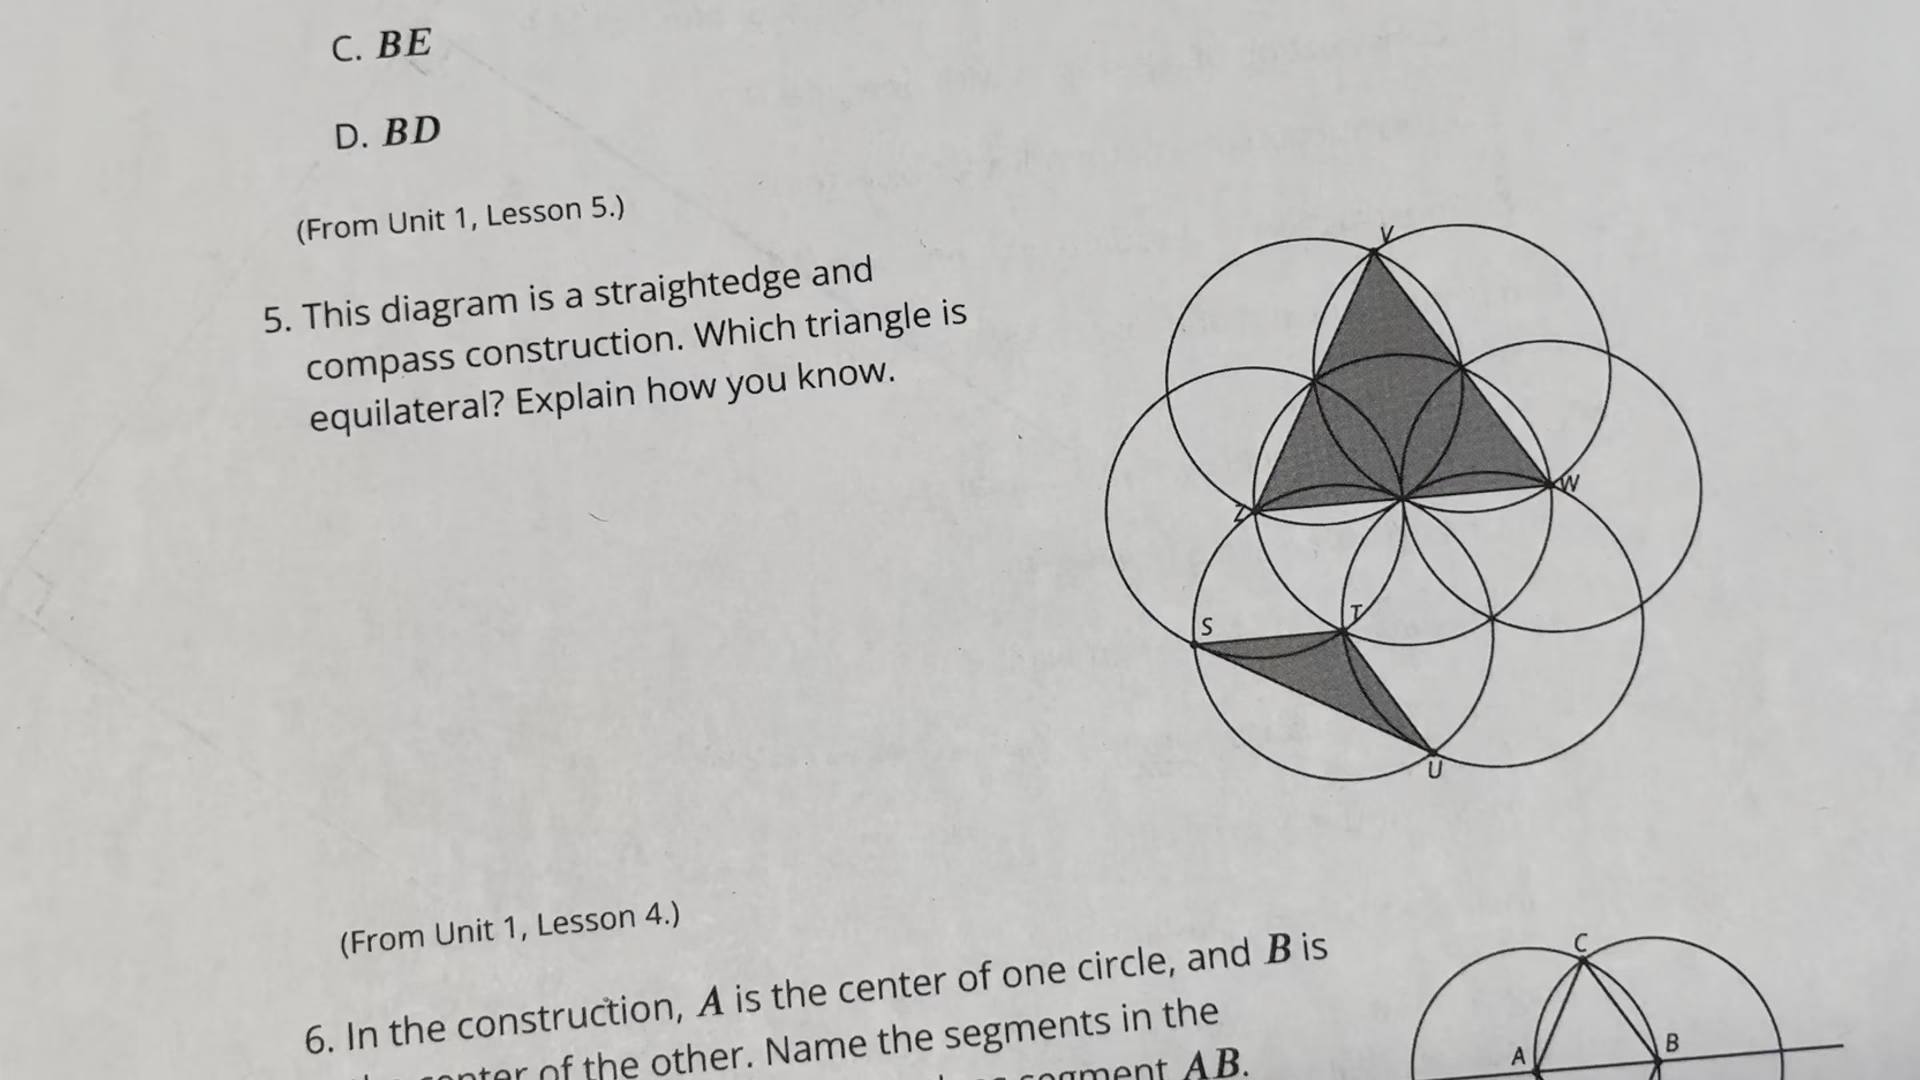 C. BE
D. BD
(From Unit 1, Lesson 5.)
5. This diagram is a straightedge and
compass construction. Which triangle is
equilateral? Explain how you know.
V
Z
W
S
T
U
(From Unit 1, Lesson 4.)
6. In the construction, A is the center of one circle, and B is
center of the other. Name the segments in the
segment AB.
C
A
B